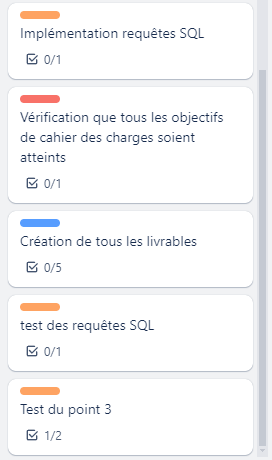 Implémentation requêtes SQL
0/1
Vérification que tous les objectifs
de cahier des charges soient
atteints
0/1
Création de tous les livrables
0/5
test des requêtes SQL
0/1
Test du point 3
1/2